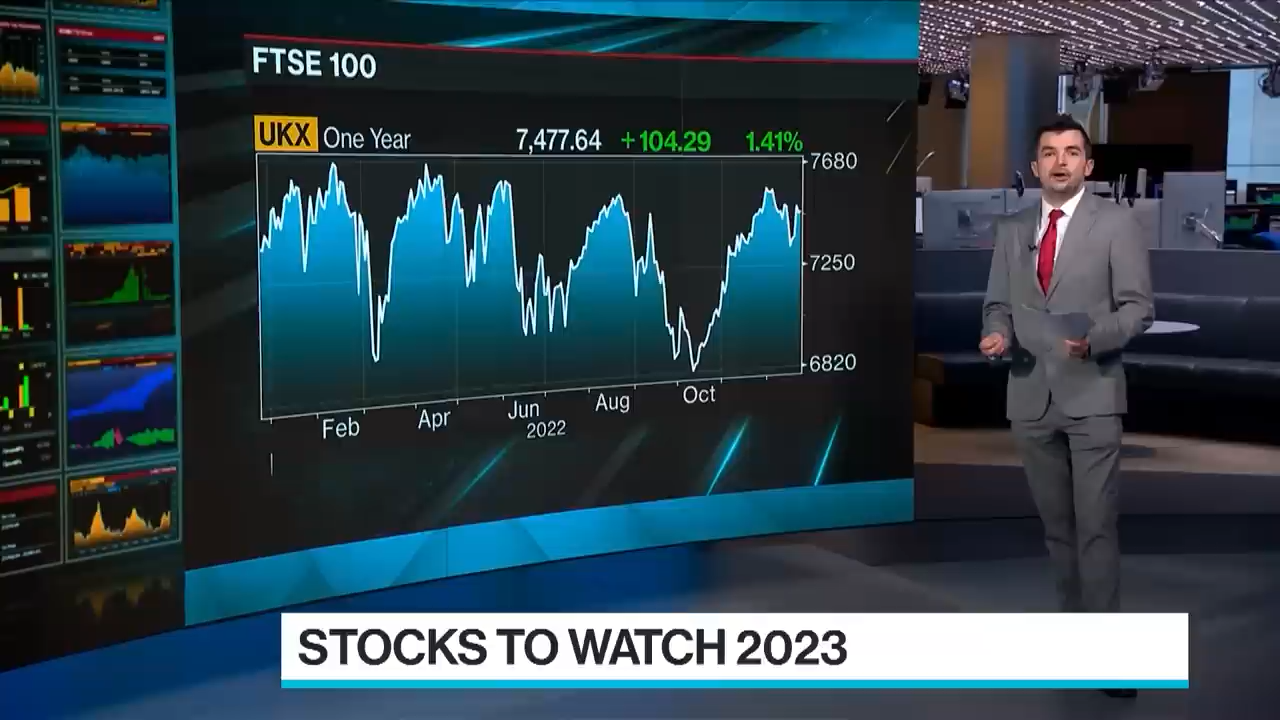 FTSE 100
UKX One Year 7,477.64 +104.29 1.41%
7680
7250
6820
Feb Apr Jun Aug Oct
2022
STOCKS TO WATCH 2023